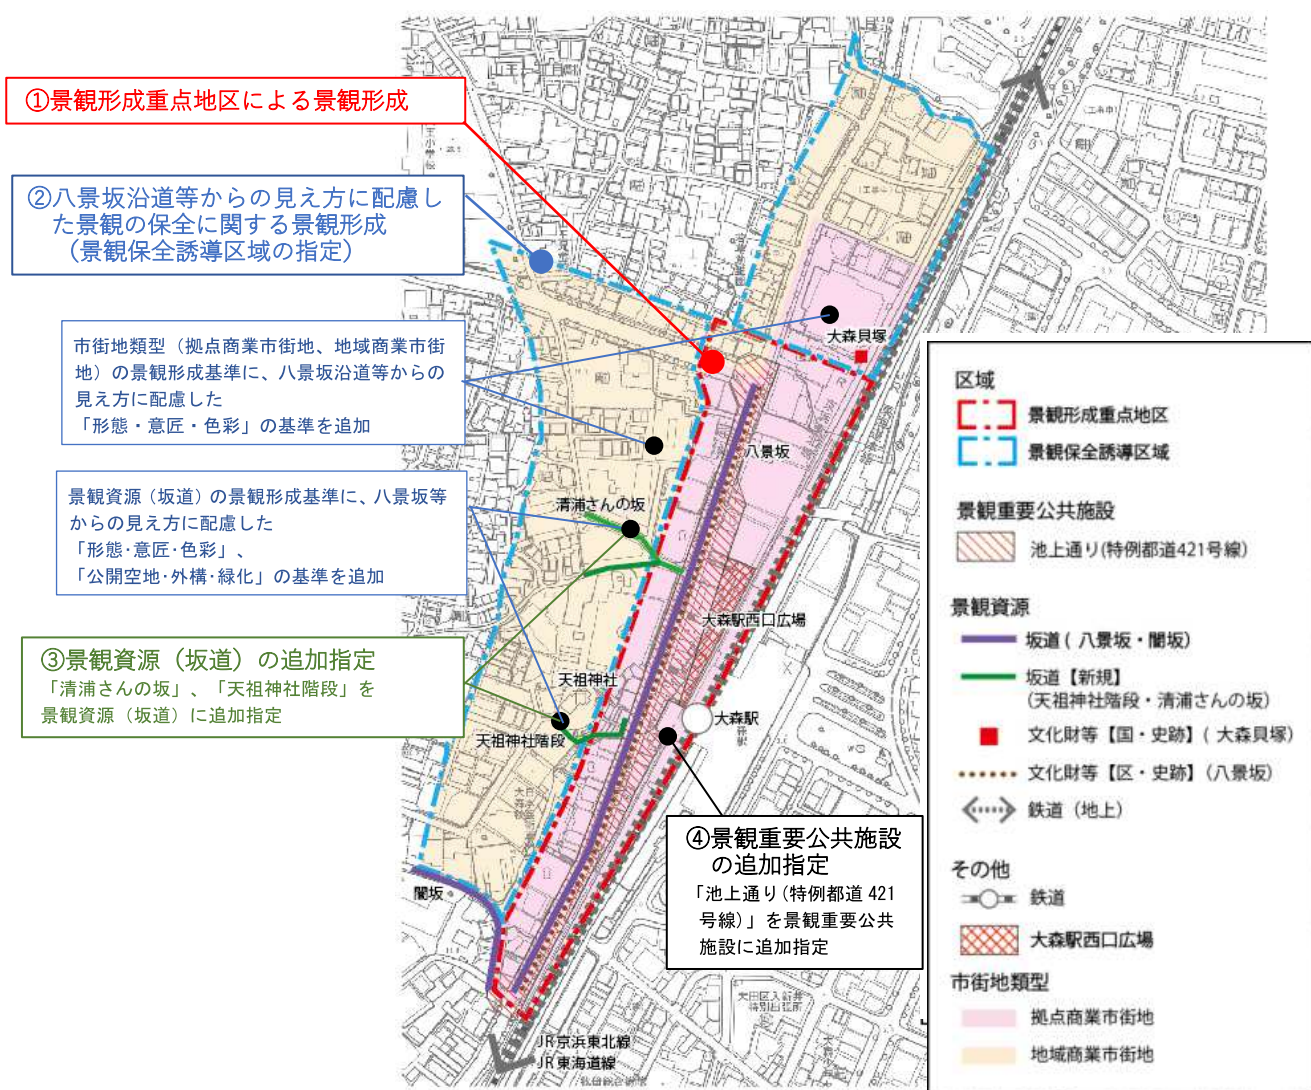 ①景観形成重点地区による景観形成
②八景坂沿道等からの見え方に配慮し
た景観の保全に関する景観形成
(景観保全誘導区域の指定)
市街地類型（拠点商業市街地、地域商業市街
地）の景観形成基準に、八景坂沿道等からの
見え方に配慮した
「形態・意匠・色彩」の基準を追加
景観資源（坂道）の景観形成基準に、八景坂等
からの見え方に配慮した
「形態･意匠･色彩」、
「公開空地･外構･緑化」の基準を追加
③景観資源（坂道）の追加指定
「清浦さんの坂」、「天祖神社階段」を
景観資源（坂道）に追加指定
大森貝塚
八景坂
清浦さんの坂
大森駅西口広場
天祖神社
大森駅
天祖神社階段
闇坂
④景観重要公共施設
の追加指定
「池上通り(特例都道 421
号線)」を景観重要公共
施設に追加指定
大田区入新井
特別出張所
JR京浜東北線
JR東海道線
区域
景観形成重点地区
景観保全誘導区域
景観重要公共施設
池上通り(特例都道421号線)
景観資源
坂道( 八景坂・闇坂)
坂道【新規】
(天祖神社階段・清浦さんの坂)
文化財等【国・史跡】( 大森貝塚)
文化財等【区・史跡】(八景坂)
鉄道（地上）
その他
鉄道
大森駅西口広場
市街地類型
拠点商業市街地
地域商業市街地